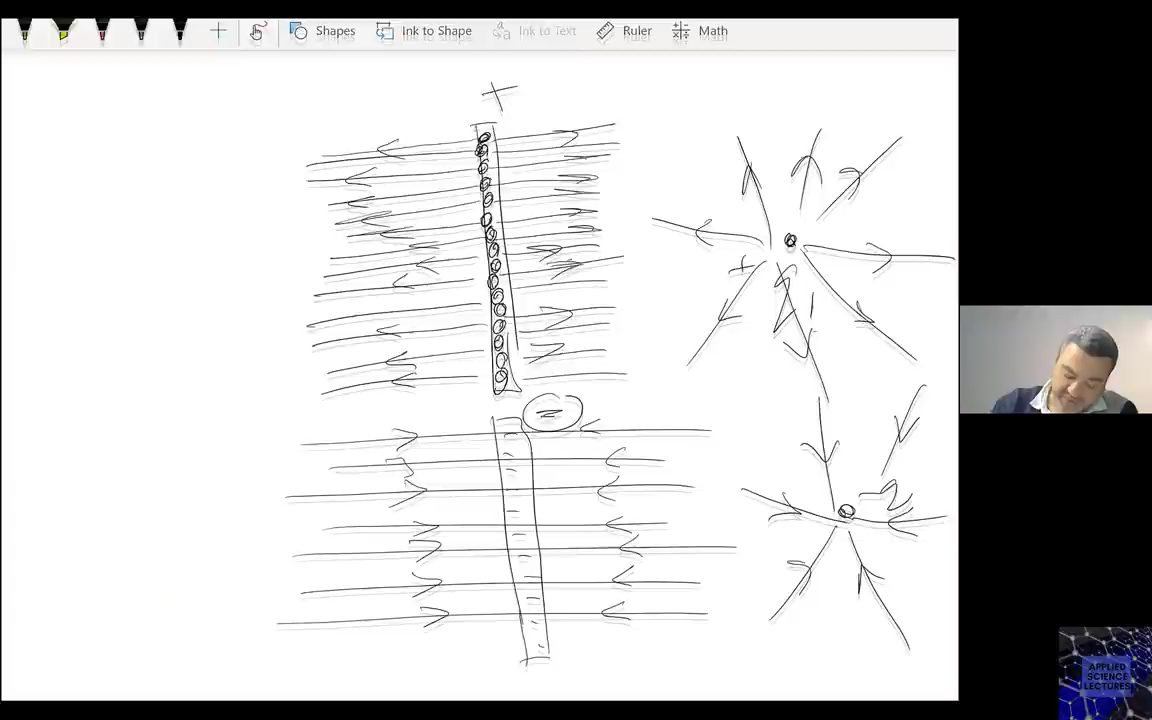 Shapes
Ink to Shape
Ink to Text
Ruler
Math
+
+
-
APPLIED
SCIENCE
LECTURES